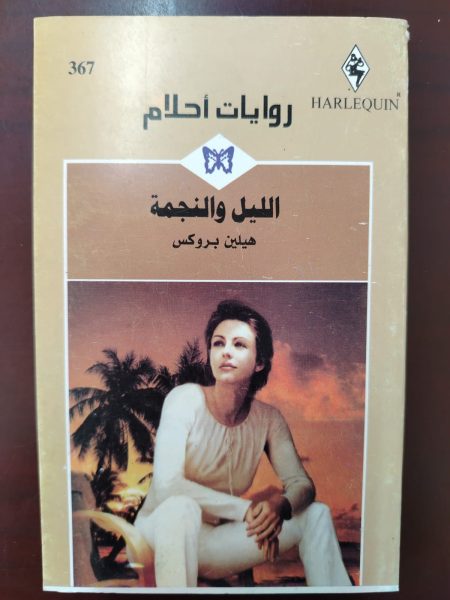 367
HARLEQUIN
R
روايات أحلام
الليل والنجمة
هيلين بروكس